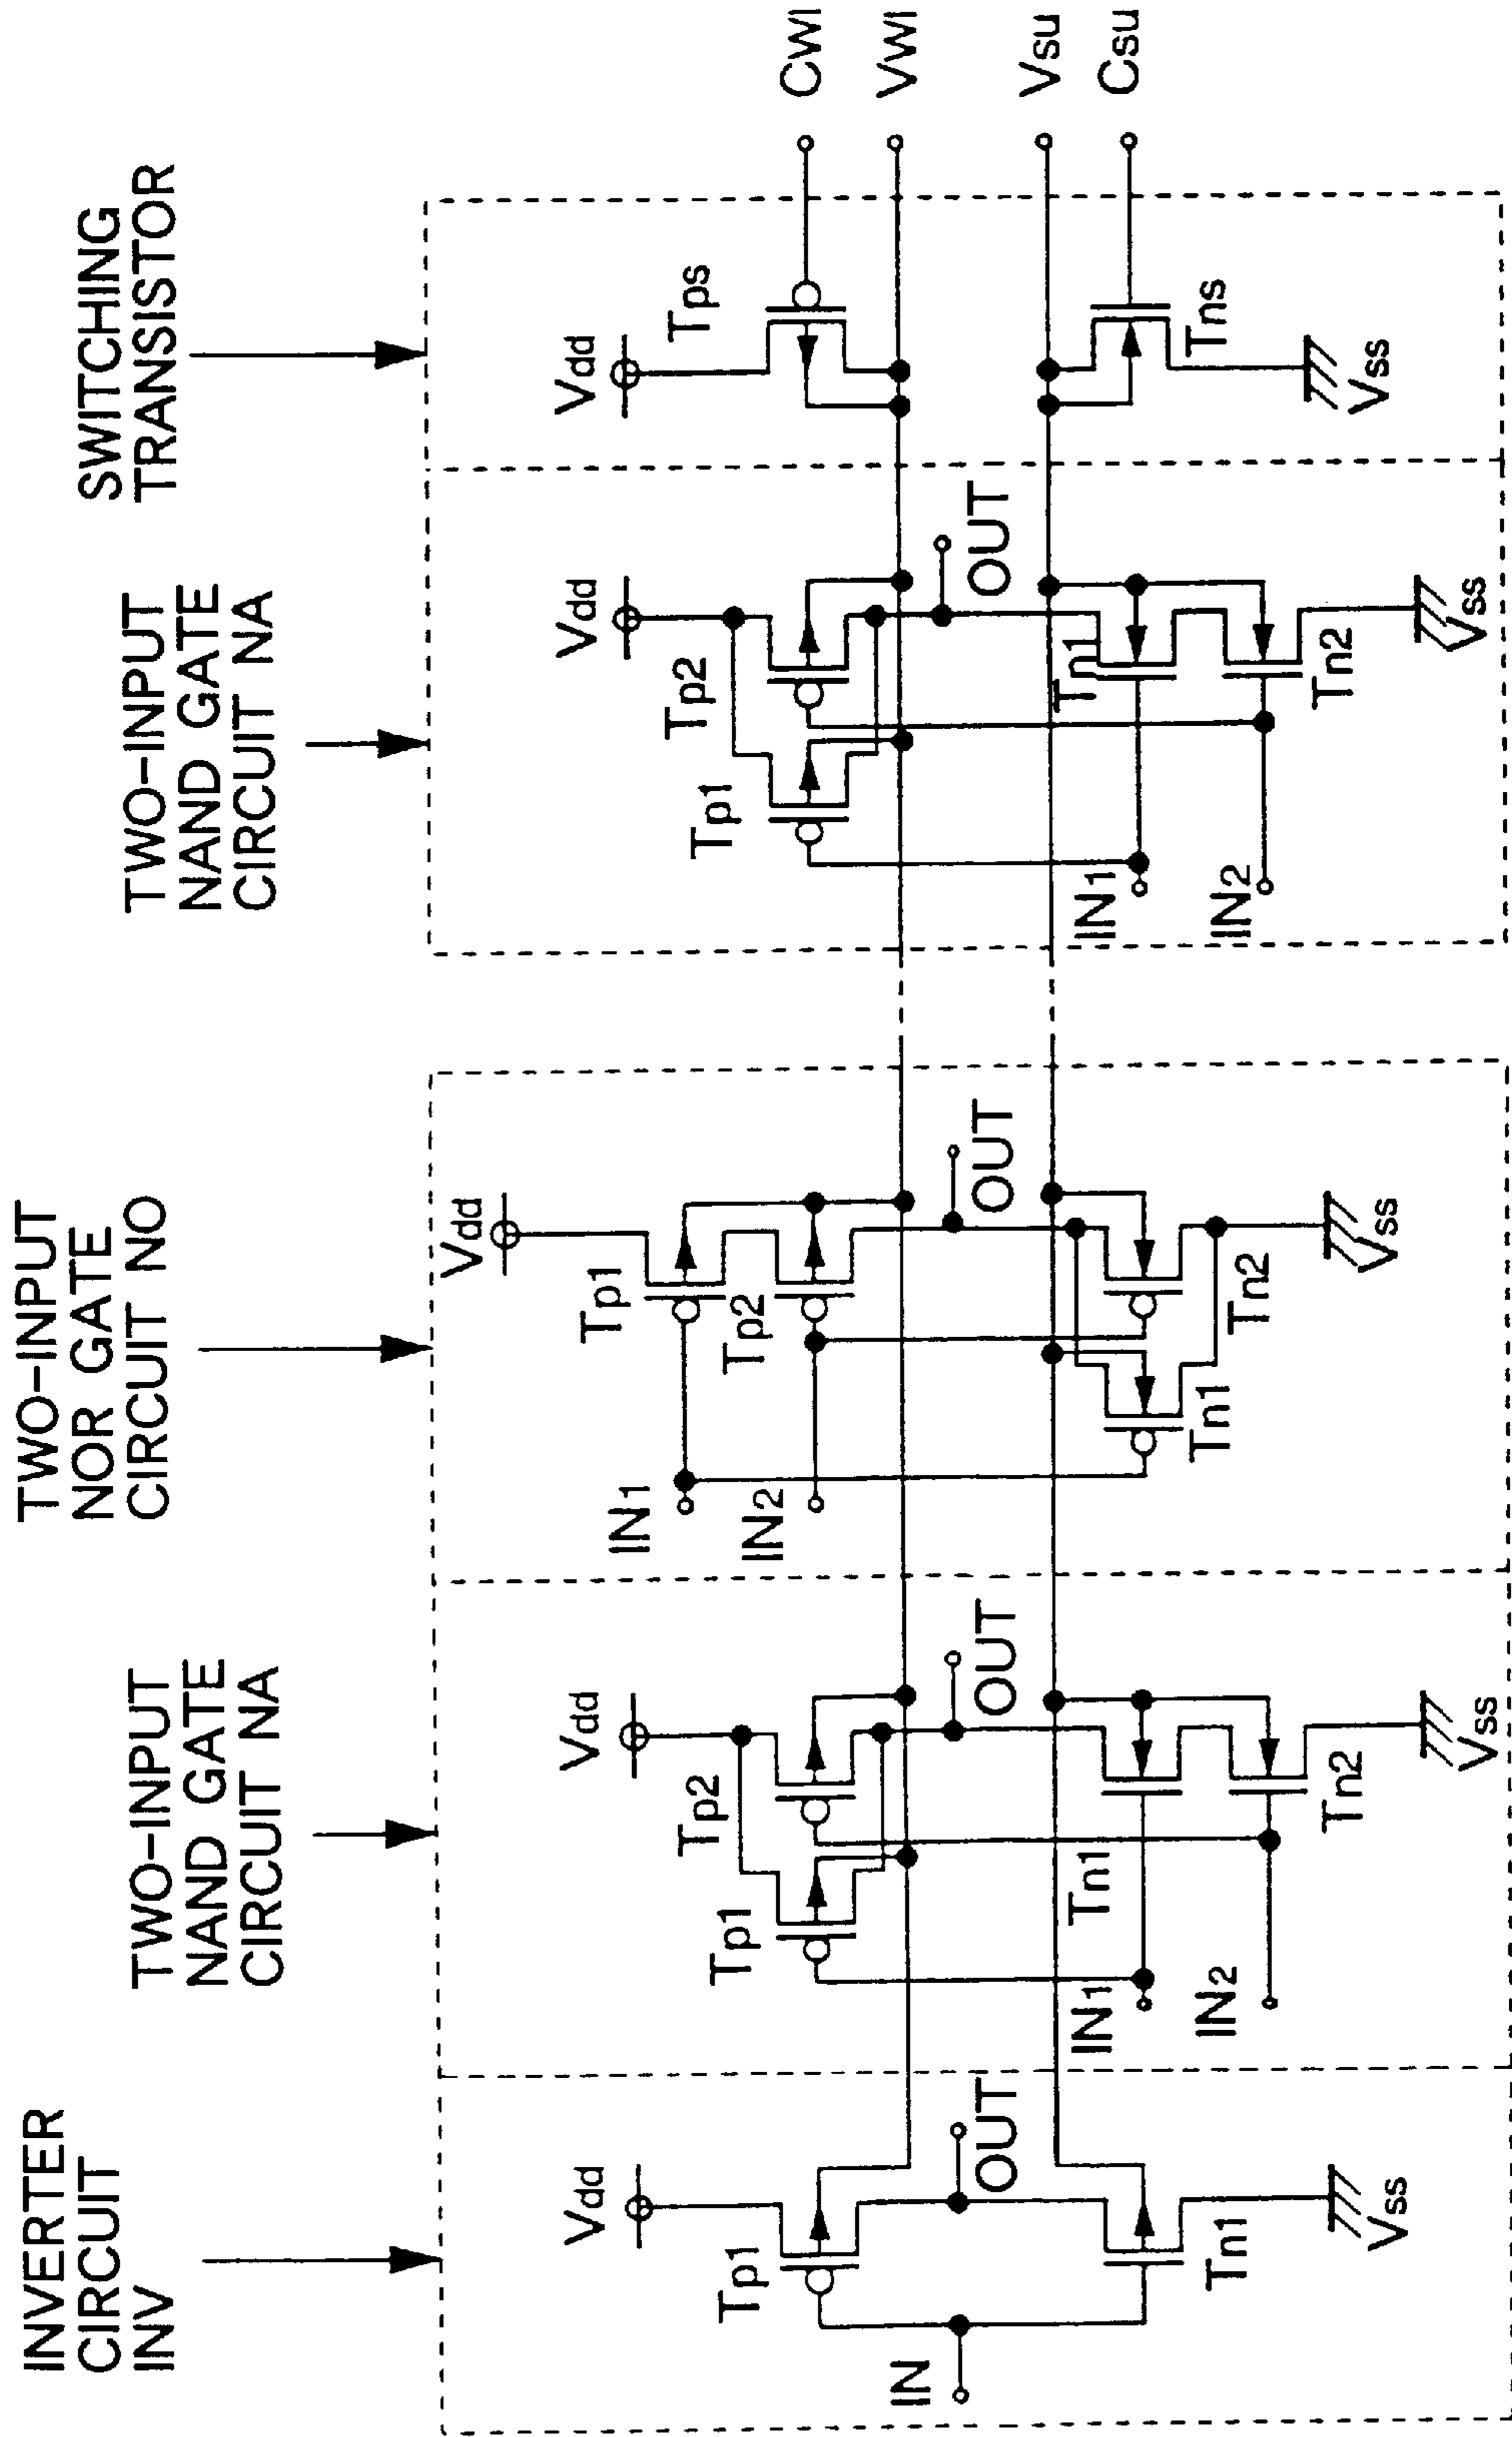 INVERTER
CIRCUIT
INV
TWO-INPUT
NAND GATE
CIRCUIT NA
TWO-INPUT
NOR GATE
CIRCUIT NO
TWO-INPUT
NAND GATE
CIRCUIT NA
SWITCHING
TRANSISTOR
Vdd
Tp1
IN
OUT
Tn1
Vss
Vdd
Tp1
Tp2
OUT
Tn1
IN1
IN2
Tn2
Vss
Vdd
Tp1
Tp2
IN1
IN2
OUT
Tn1
Tn2
Vss
Vdd
Tp1
Tp2
OUT
Tn1
IN1
IN2
Tn2
Vss
Vdd
Tps
Tns
Vss
Cwl
Vwl
Vsu
Csu